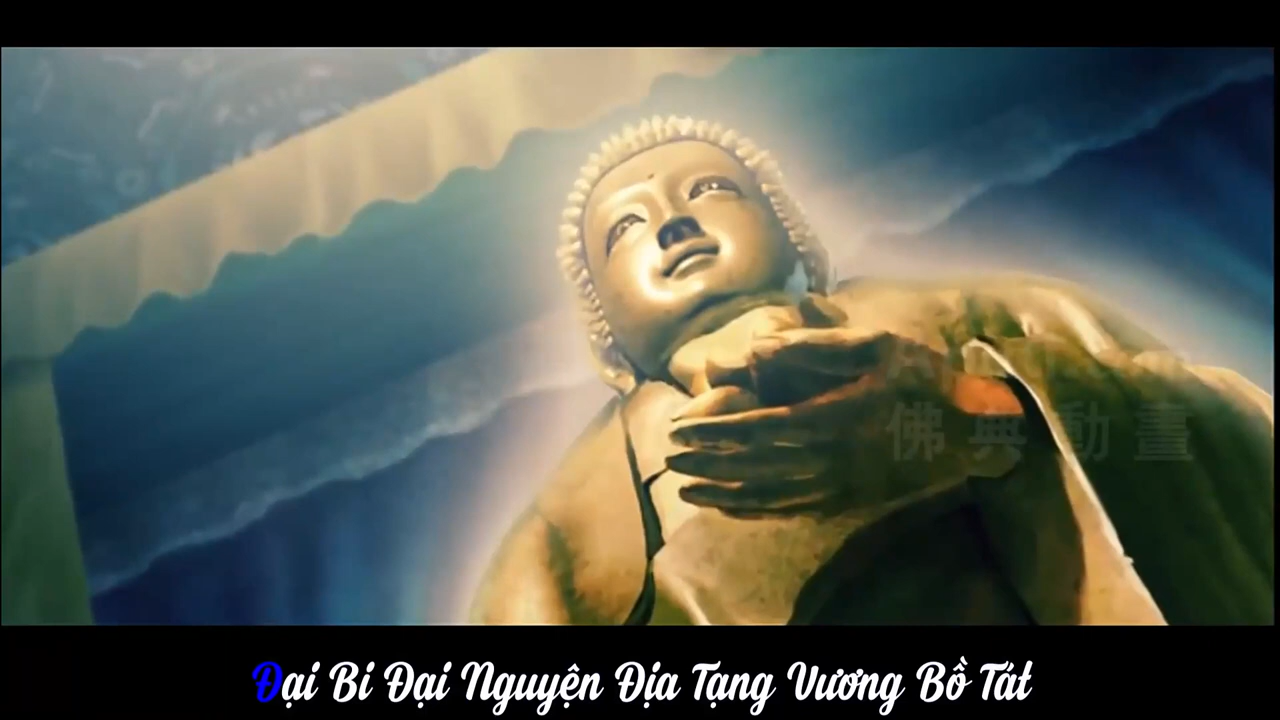 佛典動畫
Đại Bi Đại Nguyện Địa Tạng Vương Bồ Tát